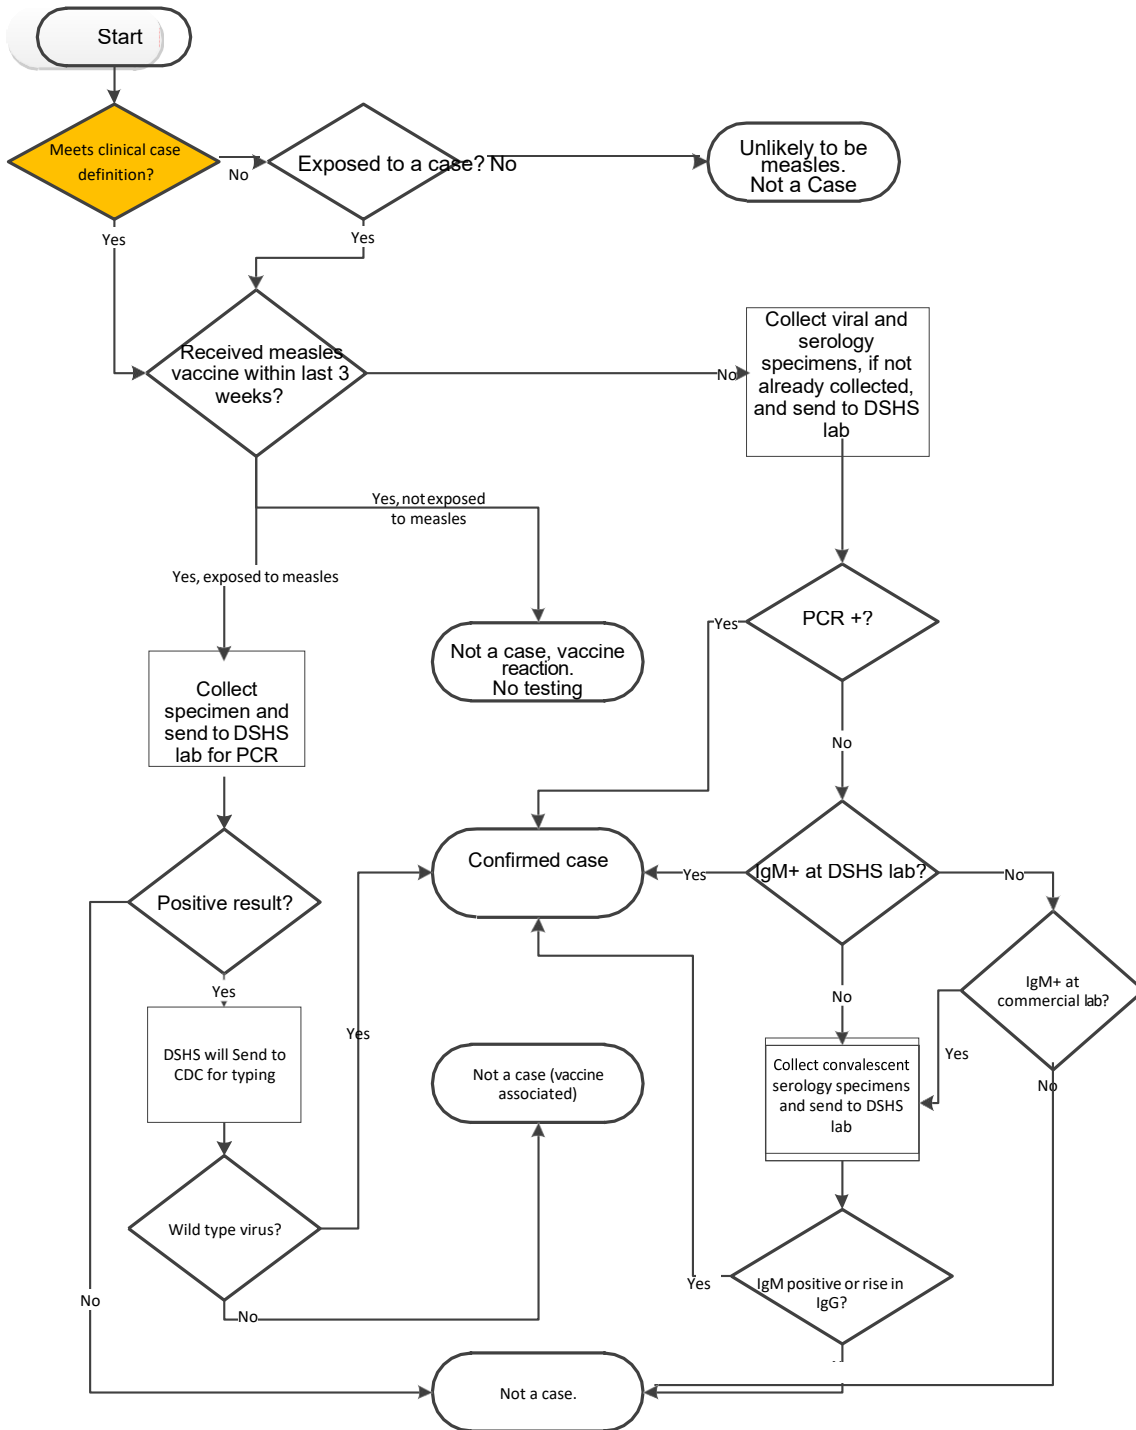 Start
Meets clinical case
definition?
No
Exposed to a case? No
Unlikely to be
measles.
Not a Case
Yes
Yes
Received measles
vaccine within last 3
weeks?
No
Collect viral and
serology
specimens, if not
already collected,
and send to DSHS
lab
Yes, not exposed
to measles
Yes, exposed to measles
PCR +?
Yes
Not a case, vaccine
reaction.
No testing
Collect
specimen and
send to DSHS
lab for PCR
No
Confirmed case
Yes
IgM+ at DSHS lab?
No
Positive result?
Yes
No
IgM+ at
commercial lab?
Yes
No
DSHS will Send to
CDC for typing
Yes
Not a case (vaccine
associated)
Collect convalescent
serology specimens
and send to DSHS
lab
Wild type virus?
No
Yes
IgM positive or rise in
IgG?
No
Not a case.